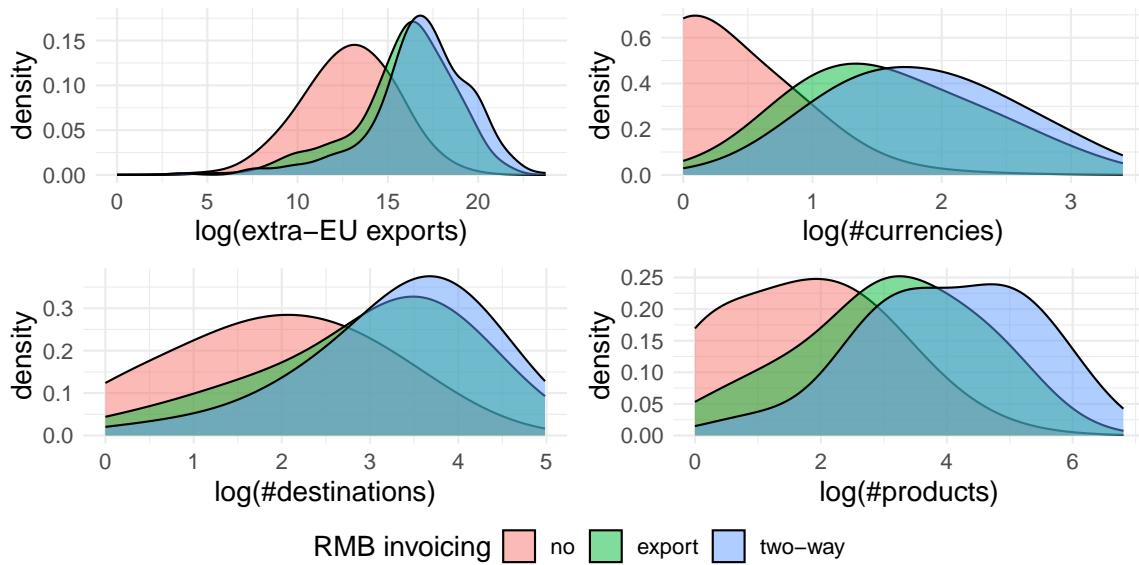 density
0.15
0.10
0.05
0.00
0 5 10 15 20
log(extra−EU exports)
density
0.6
0.4
0.2
0.0
0 1 2 3
log(#currencies)
density
0.3
0.2
0.1
0.0
0 1 2 3 4 5
log(#destinations)
density
0.25
0.20
0.15
0.10
0.05
0.00
0 2 4 6
log(#products)
RMB invoicing no export two−way